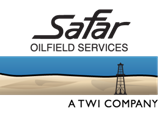 Safar
OILFIELD SERVICES
A TWI COMPANY